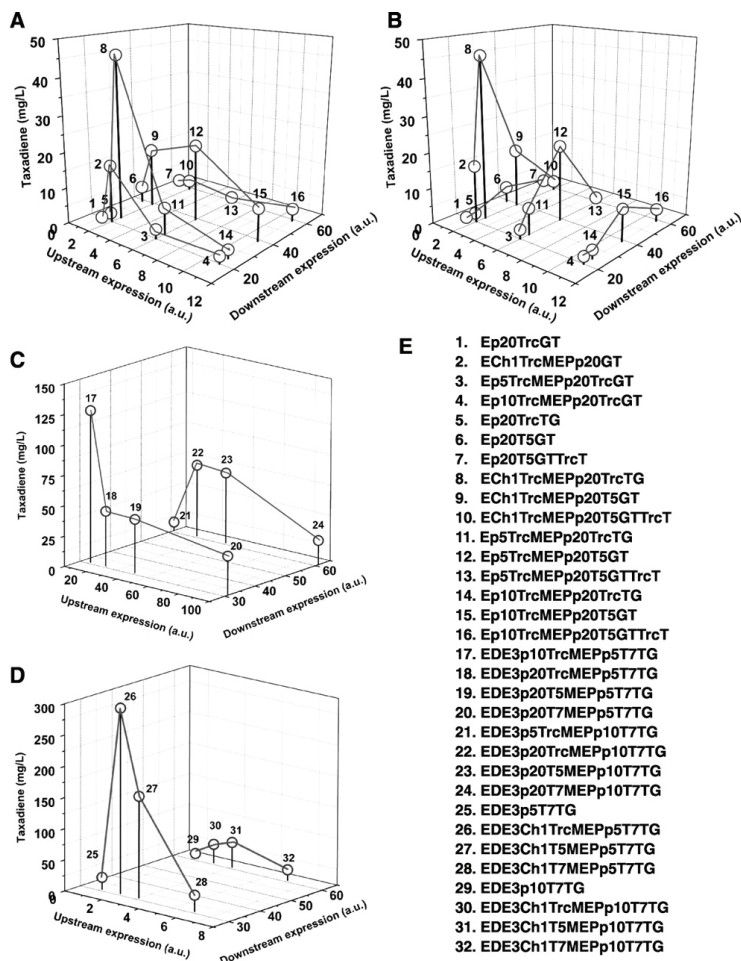 A
Taxadiene (mg/L)
50
40
30
20
10
0
0
2
4
6
8
10
12
Upstream expression (a.u.)
20
40
60
Downstream expression (a.u.)
1
2
3
4
5
6
7
8
9
10
11
12
13
14
15
16
B
Taxadiene (mg/L)
50
40
30
20
10
0
0
2
4
6
8
10
12
Upstream expression (a.u.)
20
40
60
Downstream expression (a.u.)
1
2
3
4
5
6
7
8
9
10
11
12
13
14
15
16
C
Taxadiene (mg/L)
150
125
100
75
50
25
0
20
40
60
80
100
Upstream expression (a.u.)
30
40
50
60
Downstream expression (a.u.)
17
18
19
20
21
22
23
24
D
Taxadiene (mg/L)
300
250
200
150
100
50
0
0
2
4
6
8
Upstream expression (a.u.)
30
40
50
60
Downstream expression (a.u.)
25
26
27
28
29
30
31
32
E
1. Ep20TrcGT
2. ECh1TrcMEPp20GT
3. Ep5TrcMEPp20TrcGT
4. Ep10TrcMEPp20TrcGT
5. Ep20TrcTG
6. Ep20T5GT
7. Ep20T5GTTrcT
8. ECh1TrcMEPp20TrcTG
9. ECh1TrcMEPp20T5GT
10. ECh1TrcMEPp20T5GTTrcT
11. Ep5TrcMEPp20TrcTG
12. Ep5TrcMEPp20T5GT
13. Ep5TrcMEPp20T5GTTrcT
14. Ep10TrcMEPp20TrcTG
15. Ep10TrcMEPp20T5GT
16. Ep10TrcMEPp20T5GTTrcT
17. EDE3p10TrcMEPp5T7TG
18. EDE3p20TrcMEPp5T7TG
19. EDE3p20T5MEPp5T7TG
20. EDE3p20T7MEPp5T7TG
21. EDE3p5TrcMEPp10T7TG
22. EDE3p20TrcMEPp10T7TG
23. EDE3p20T5MEPp10T7TG
24. EDE3p20T7MEPp10T7TG
25. EDE3p5T7TG
26. EDE3Ch1TrcMEPp5T7TG
27. EDE3Ch1T5MEPp5T7TG
28. EDE3Ch1T7MEPp5T7TG
29. EDE3p10T7TG
30. EDE3Ch1TrcMEPp10T7TG
31. EDE3Ch1T5MEPp10T7TG
32. EDE3Ch1T7MEPp10T7TG